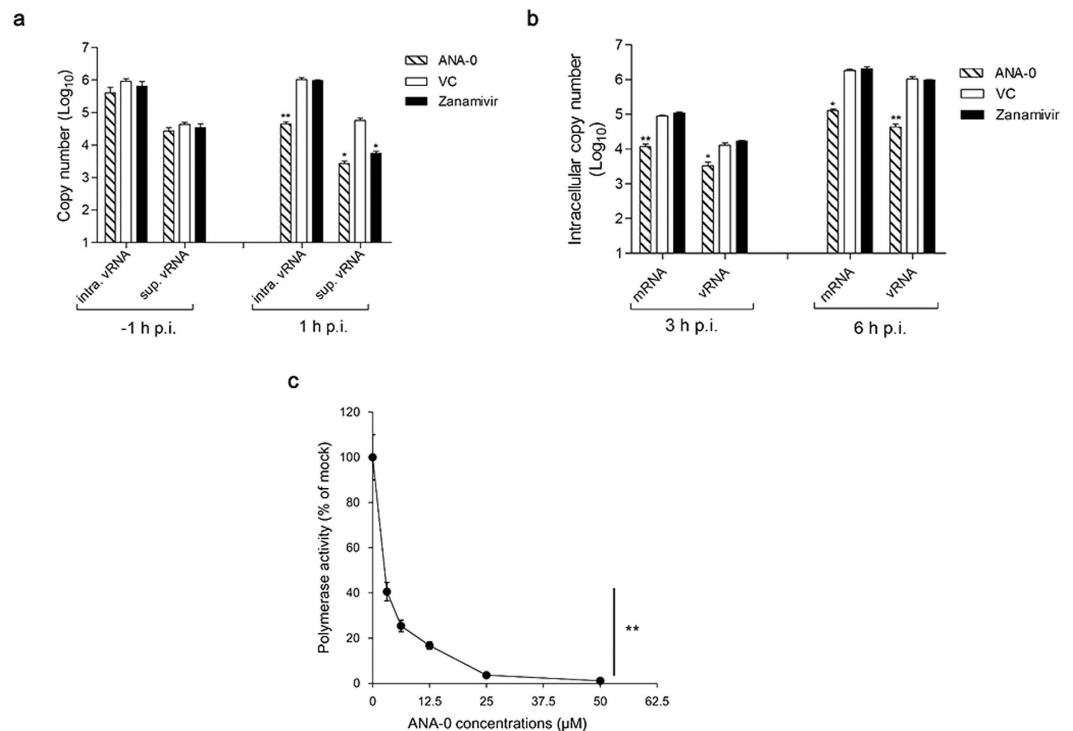 a
Copy number (Log10)
7
6
5
4
3
2
1
**
*
*
ANA-0
VC
Zanamivir
intra. vRNA
sup. vRNA
intra. vRNA
sup. vRNA
-1 h p.i.
1 h p.i.
b
Intracellular copy number
(Log10)
7
6
5
4
3
2
1
**
*
*
**
ANA-0
VC
Zanamivir
mRNA
vRNA
mRNA
vRNA
3 h p.i.
6 h p.i.
c
Polymerase activity (% of mock)
120
100
80
60
40
20
0
**
0 12.5 25 37.5 50 62.5
ANA-0 concentrations (µM)